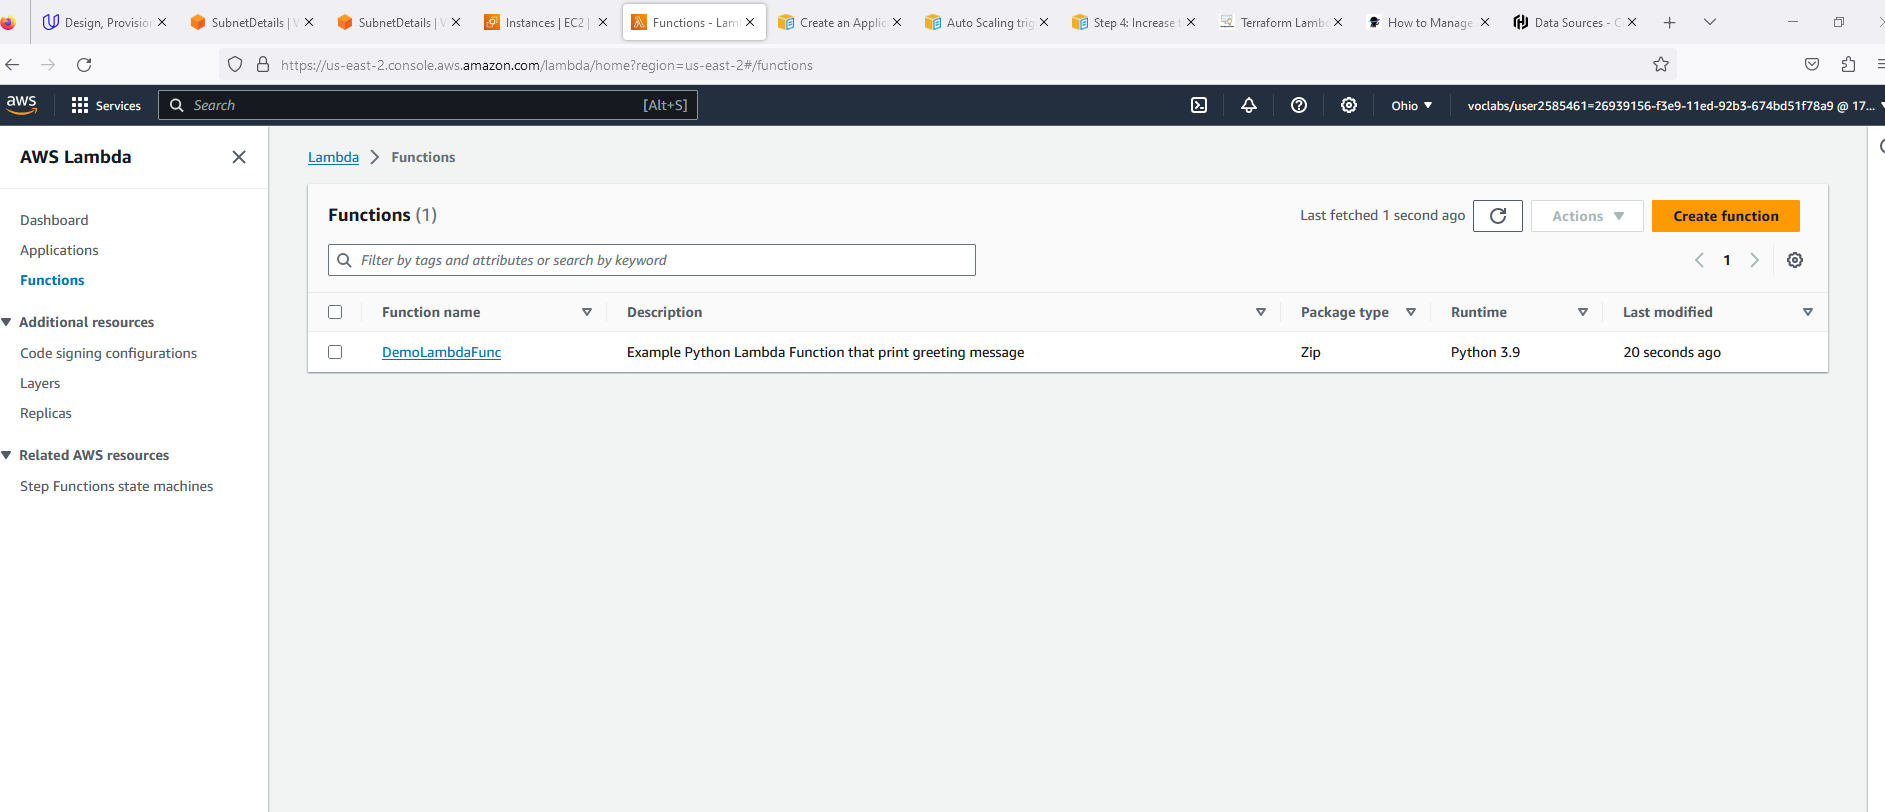 Design, Provision
SubnetDetails | V
SubnetDetails | V
Instances | EC2 |
Functions - Lam
Create an Applic
Auto Scaling trig
Step 4: Increase t
Terraform Lambd
How to Manage
Data Sources - C
https://us-east-2.console.aws.amazon.com/lambda/home?region=us-east-2#/functions
aws
Services
Search
[Alt+S]
Ohio
voclabs/user2585461=26939156-f3e9-11ed-92b3-674bd51f78a9 @ 17...
AWS Lambda
Dashboard
Applications
Functions
Additional resources
Code signing configurations
Layers
Replicas
Related AWS resources
Step Functions state machines
Lambda > Functions
Functions (1)
Last fetched 1 second ago
Actions
Create function
Filter by tags and attributes or search by keyword
1
Function name Description Package type Runtime Last modified
DemoLambdaFunc Example Python Lambda Function that print greeting message Zip Python 3.9 20 seconds ago